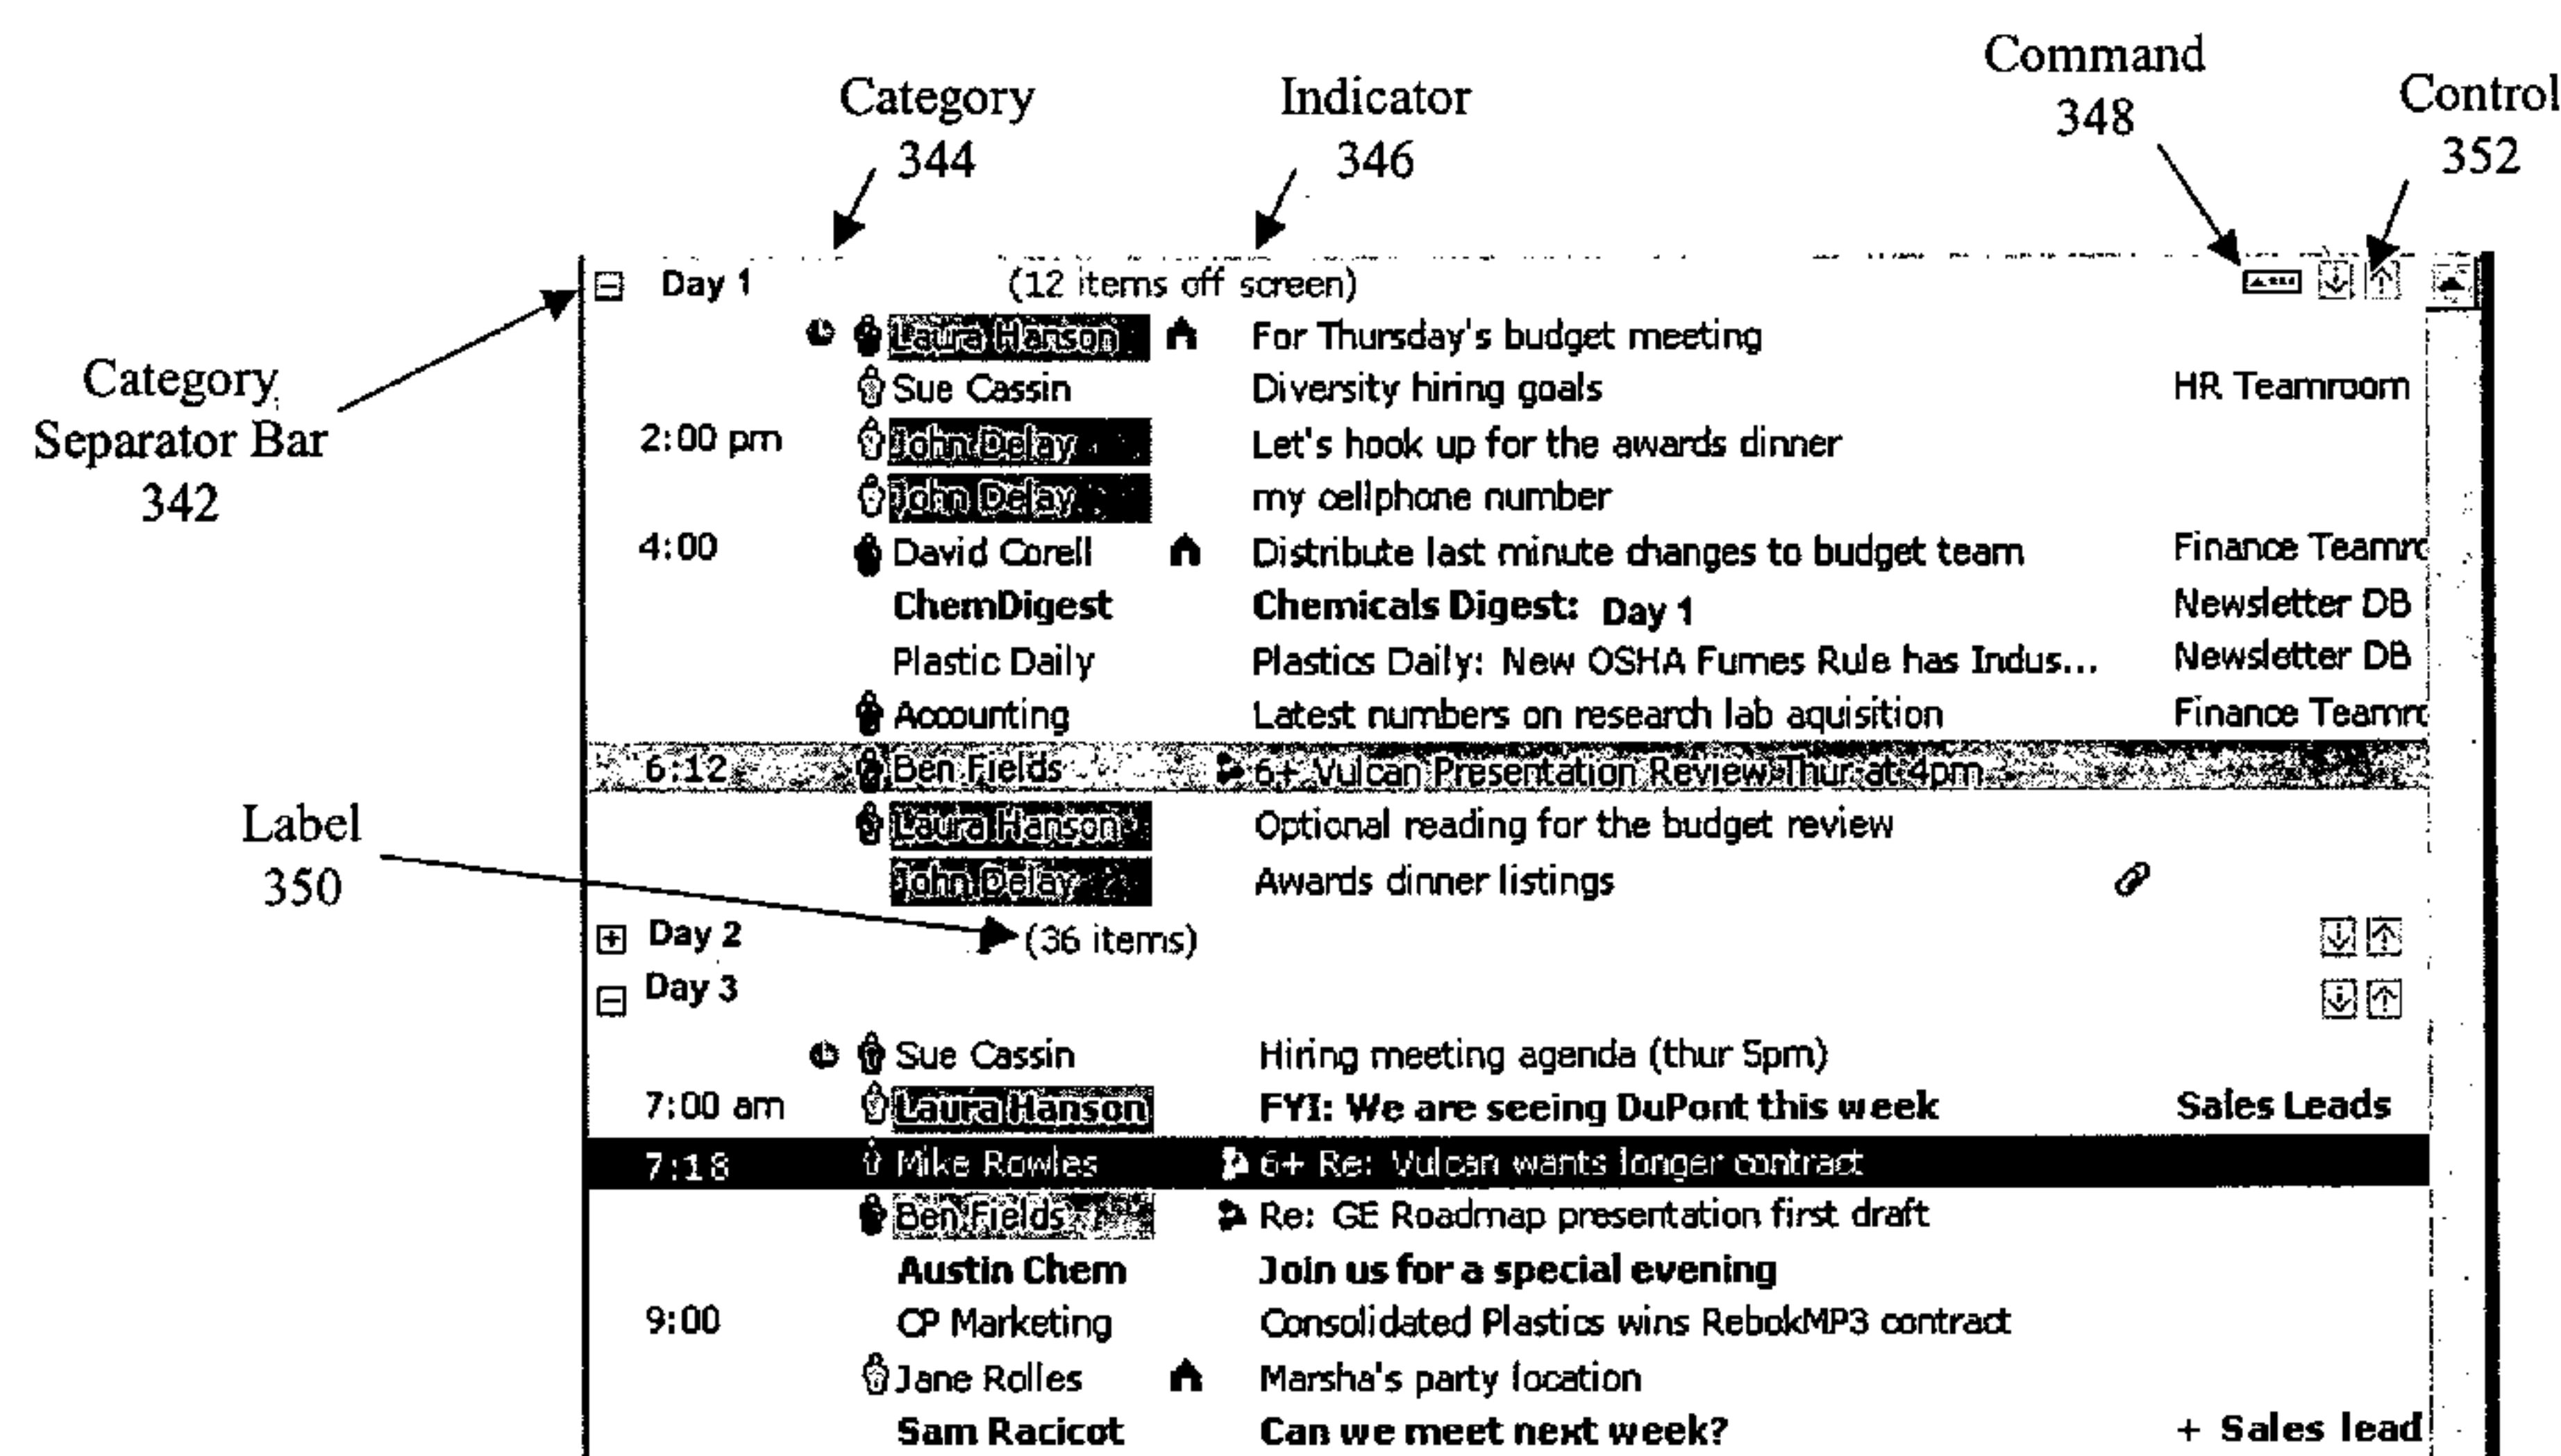 Command
348
Category
344
Indicator
346
Control
352
Day 1 (12 items off screen)
Laura Hanson For Thursday's budget meeting
Category
Separator Bar
342
Sue Cassin Diversity hiring goals HR Teamroom
2:00 pm John Delay Let's hook up for the awards dinner
John Delay my cellphone number
4:00 David Corell Distribute last minute changes to budget team Finance Teamro
ChemDigest Chemicals Digest: Day 1 Newsletter DB
Plastic Daily Plastics Daily: New OSHA Fumes Rule has Indus... Newsletter DB
Accounting Latest numbers on research lab aquisition Finance Teamro
6:12 Ben Fields 6+ Vulcan Presentation Review Thur at 4pm
Label
350
Laura Hanson Optional reading for the budget review
John Delay Awards dinner listings
Day 2 (36 items)
Day 3
Sue Cassin Hiring meeting agenda (thur 5pm)
7:00 am Laura Hanson FYI: We are seeing DuPont this week Sales Leads
7:18 Mike Rowles 6+ Re: Vulcan wants longer contract
Ben Fields Re: GE Roadmap presentation first draft
Austin Chem Join us for a special evening
9:00 CP Marketing Consolidated Plastics wins RebokMP3 contract
Jane Rolles Marsha's party location
Sam Racicot Can we meet next week? + Sales lead